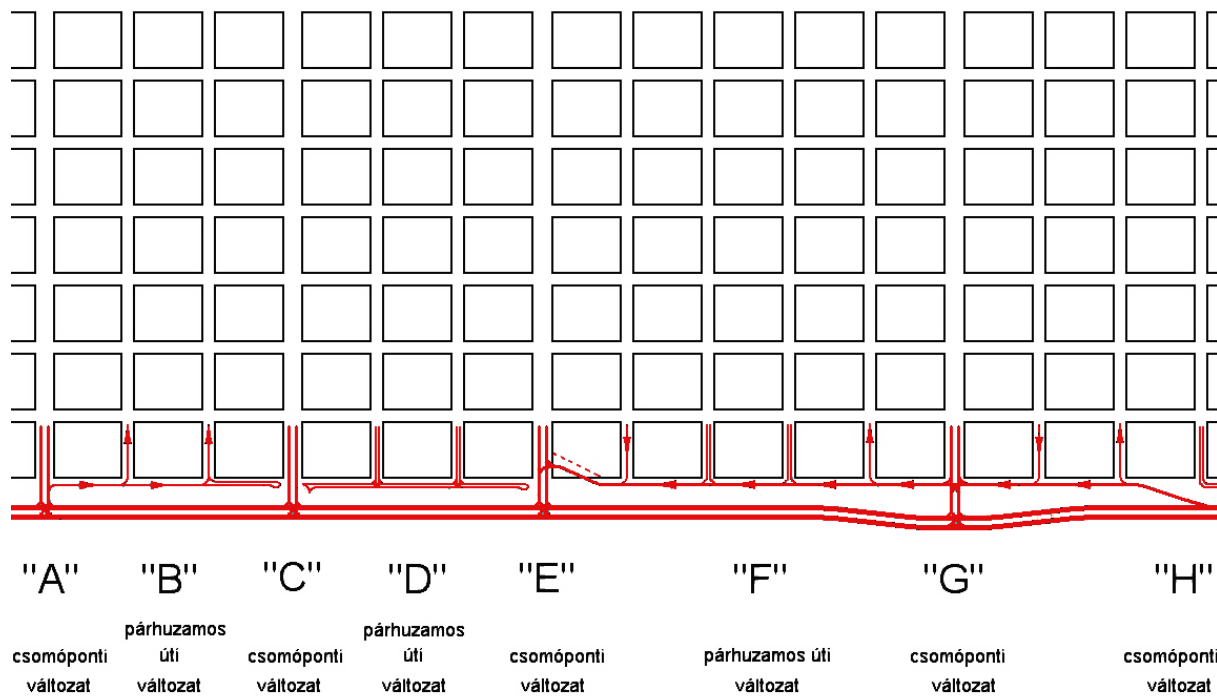 "A" "B" "C" "D" "E" "F" "G" "H"
csomóponti változat
párhuzamos úti változat
csomóponti változat
párhuzamos úti változat
csomóponti változat
párhuzamos úti változat
csomóponti változat
csomóponti változat